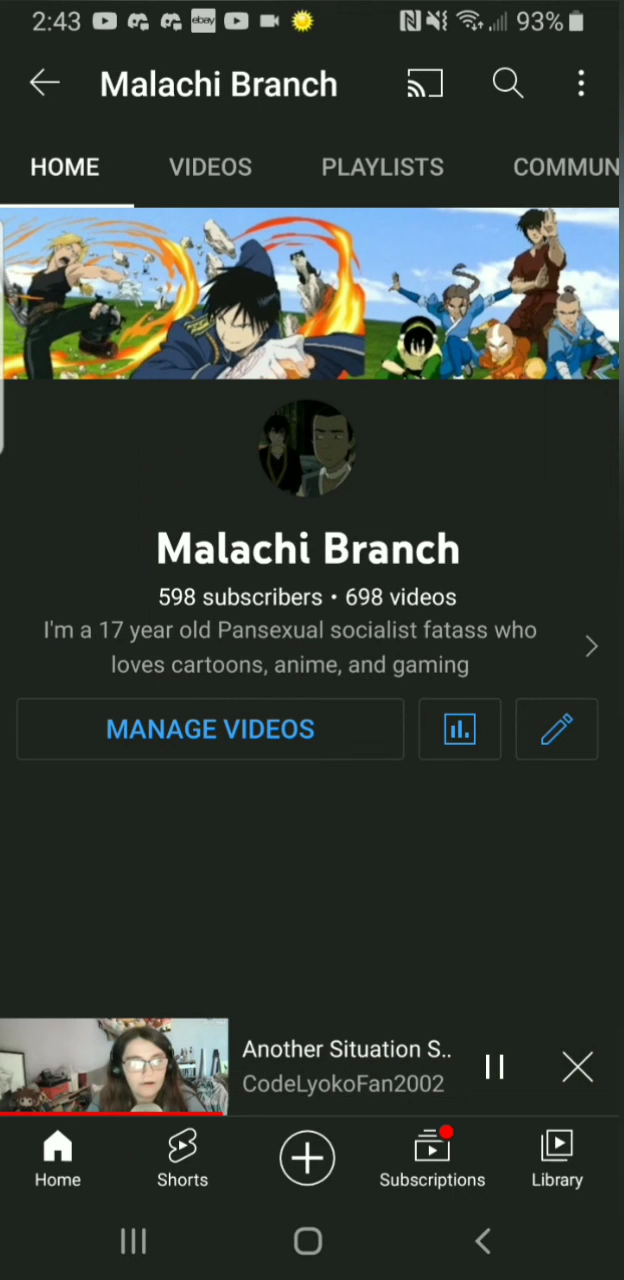 2:43 ebay 93%
Malachi Branch
HOME VIDEOS PLAYLISTS COMMUN
Malachi Branch
598 subscribers • 698 videos
I'm a 17 year old Pansexual socialist fatass who
loves cartoons, anime, and gaming
MANAGE VIDEOS
Another Situation S..
CodeLyokoFan2002
Home Shorts Subscriptions Library